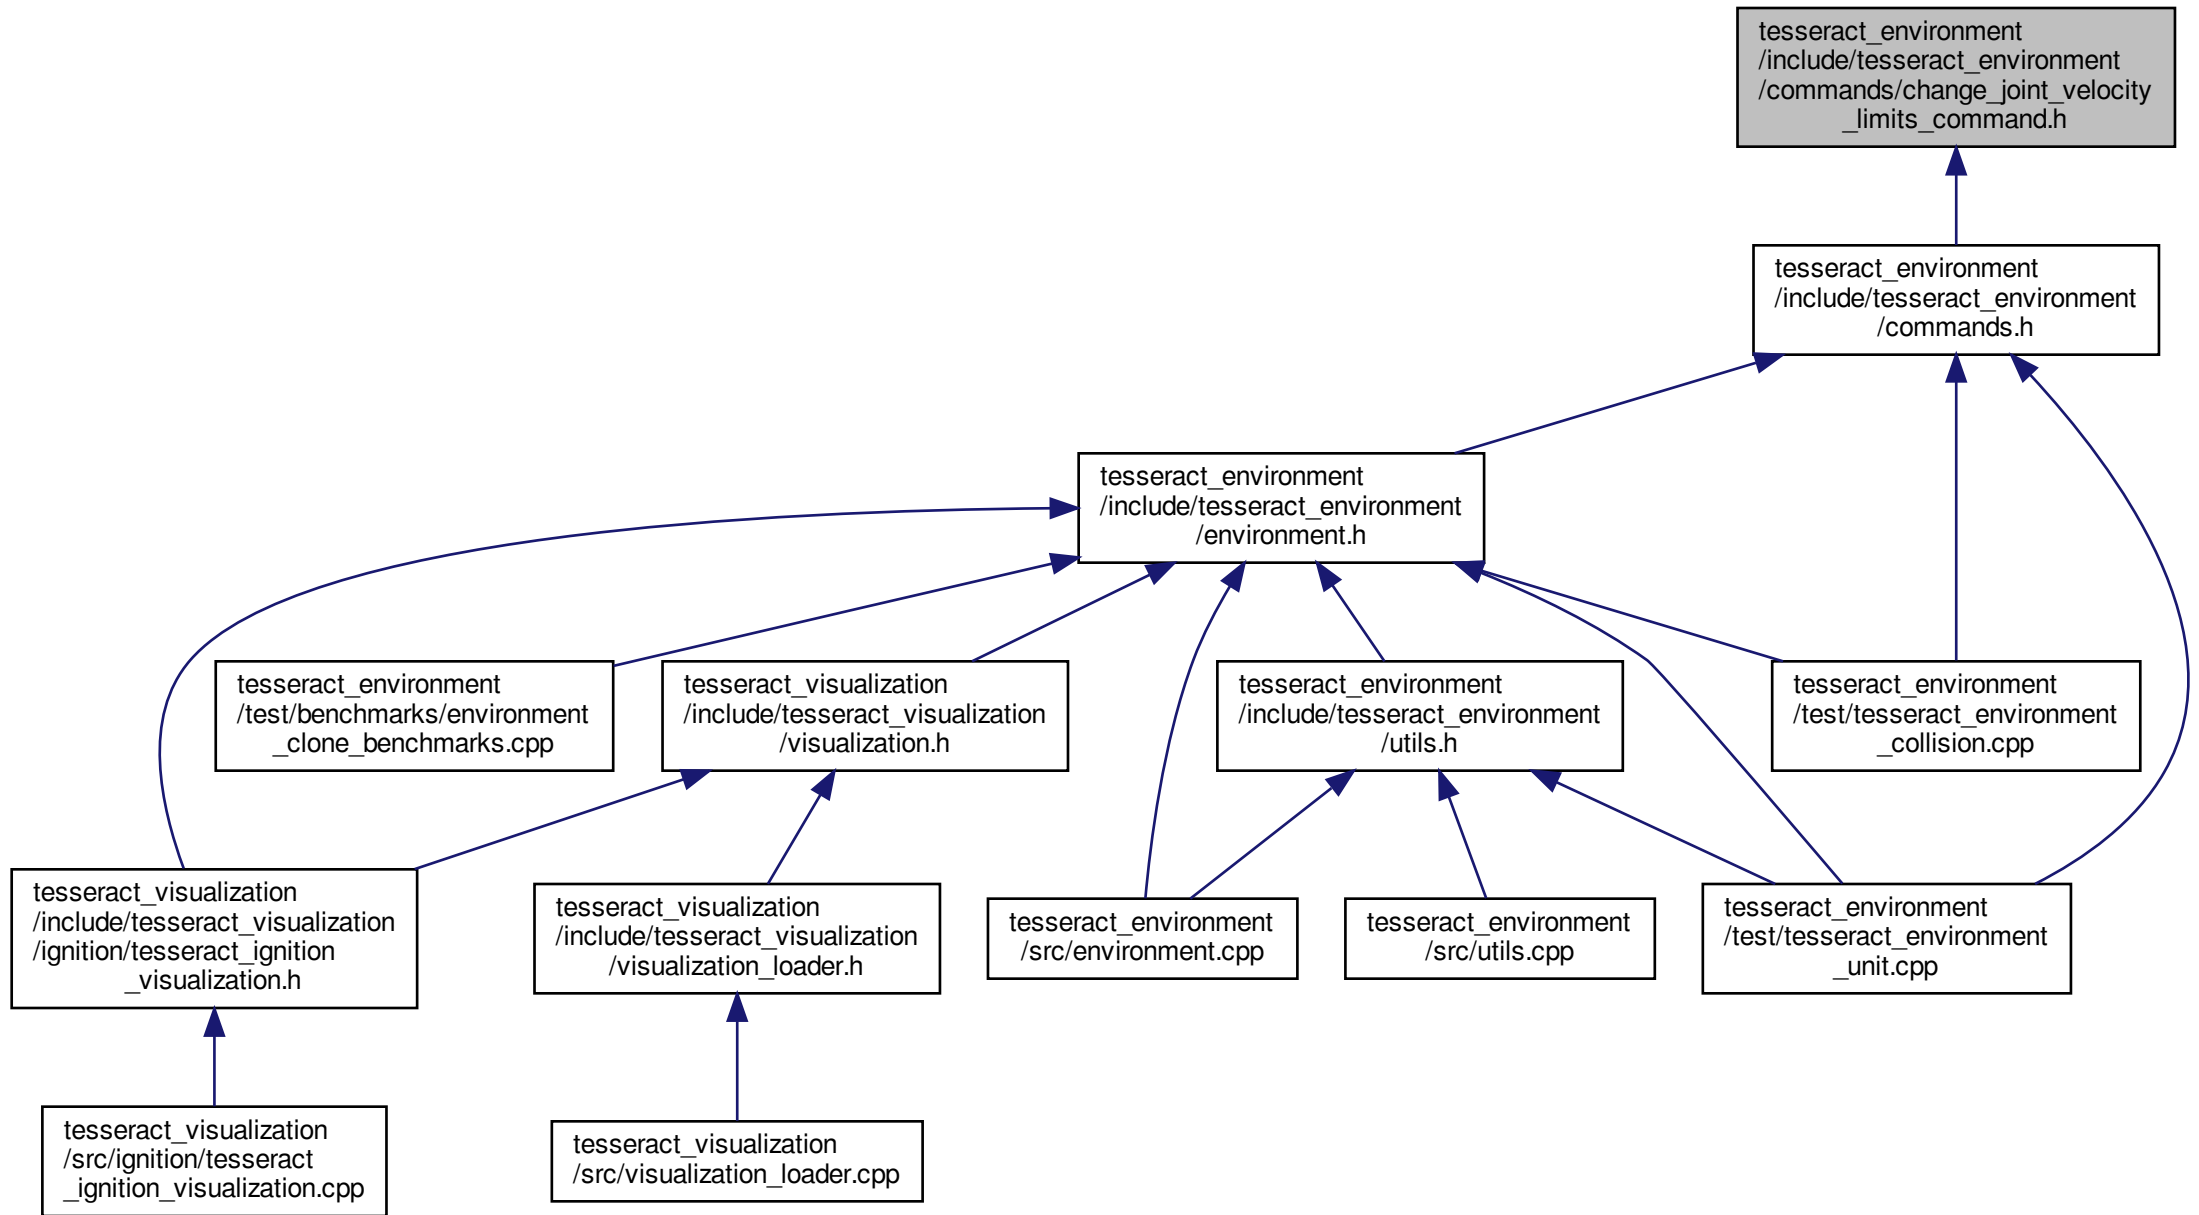 tesseract_environment
/include/tesseract_environment
/commands/change_joint_velocity
_limits_command.h
tesseract_environment
/include/tesseract_environment
/commands.h
tesseract_environment
/include/tesseract_environment
/environment.h
tesseract_environment
/test/benchmarks/environment
_clone_benchmarks.cpp
tesseract_visualization
/include/tesseract_visualization
/visualization.h
tesseract_environment
/include/tesseract_environment
/utils.h
tesseract_environment
/test/tesseract_environment
_collision.cpp
tesseract_visualization
/include/tesseract_visualization
/ignition/tesseract_ignition
_visualization.h
tesseract_visualization
/include/tesseract_visualization
/visualization_loader.h
tesseract_environment
/src/environment.cpp
tesseract_environment
/src/utils.cpp
tesseract_environment
/test/tesseract_environment
_unit.cpp
tesseract_visualization
/src/ignition/tesseract
_ignition_visualization.cpp
tesseract_visualization
/src/visualization_loader.cpp